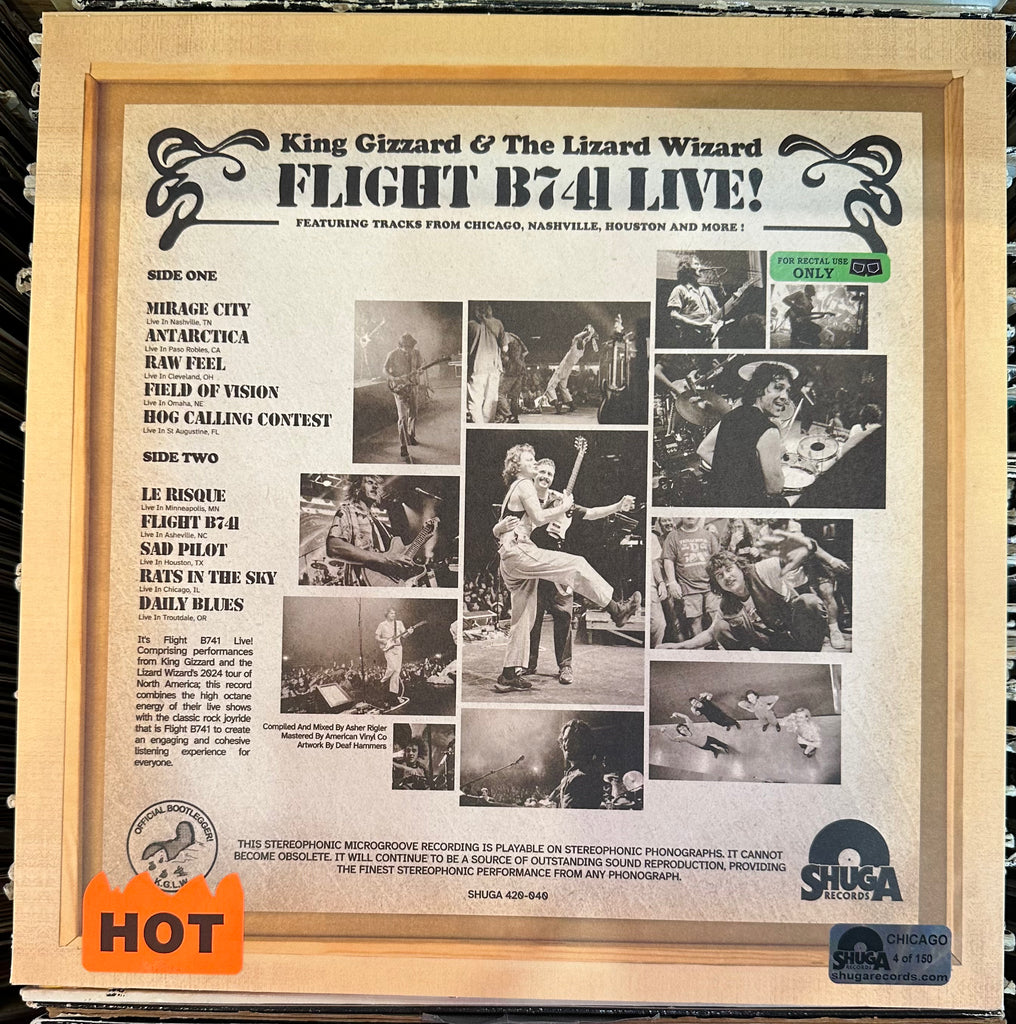 King Gizzard & The Lizard Wizard
FLIGHT B741 LIVE!
FEATURING TRACKS FROM CHICAGO, NASHVILLE, HOUSTON AND MORE!
FOR RECTAL USE
ONLY
SIDE ONE
MIRAGE CITY
Live In Nashville, TN
ANTARCTICA
Live In Paso Robles, CA
RAW FEEL
Live In Cleveland, OH
FIELD OF VISION
Live In Omaha, NE
HOG CALLING CONTEST
Live In St Augustine, FL
SIDE TWO
LE RISQUE
Live In Minneapolis, MN
FLIGHT B741
Live In Asheville, NC
SAD PILOT
Live In Houston, TX
RATS IN THE SKY
Live In Chicago, IL
DAILY BLUES
Live In Troutdale, OR
It's Flight B741 Live!
Comprising performances
from King Gizzard and the
Lizard Wizard's 2024 tour of
North America; this record
combines the high octane
energy of their live shows
with the classic rock joyride
that is Flight B741 to create
an engaging and cohesive
listening experience for
everyone.
Compiled And Mixed By Asher Rigler
Mastered By American Vinyl Co
Artwork By Deaf Hammers
OFFICIAL BOOTLEGGER!
K.G.L.W.
THIS STEREOPHONIC MICROGROOVE RECORDING IS PLAYABLE ON STEREOPHONIC PHONOGRAPHS. IT CANNOT
BECOME OBSOLETE. IT WILL CONTINUE TO BE A SOURCE OF OUTSTANDING SOUND REPRODUCTION, PROVIDING
THE FINEST STEREOPHONIC PERFORMANCE FROM ANY PHONOGRAPH.
SHUGA 420-040
SHUGA
RECORDS
HOT
SHUGA
RECORDS
CHICAGO
4 of 150
shugarecords.com